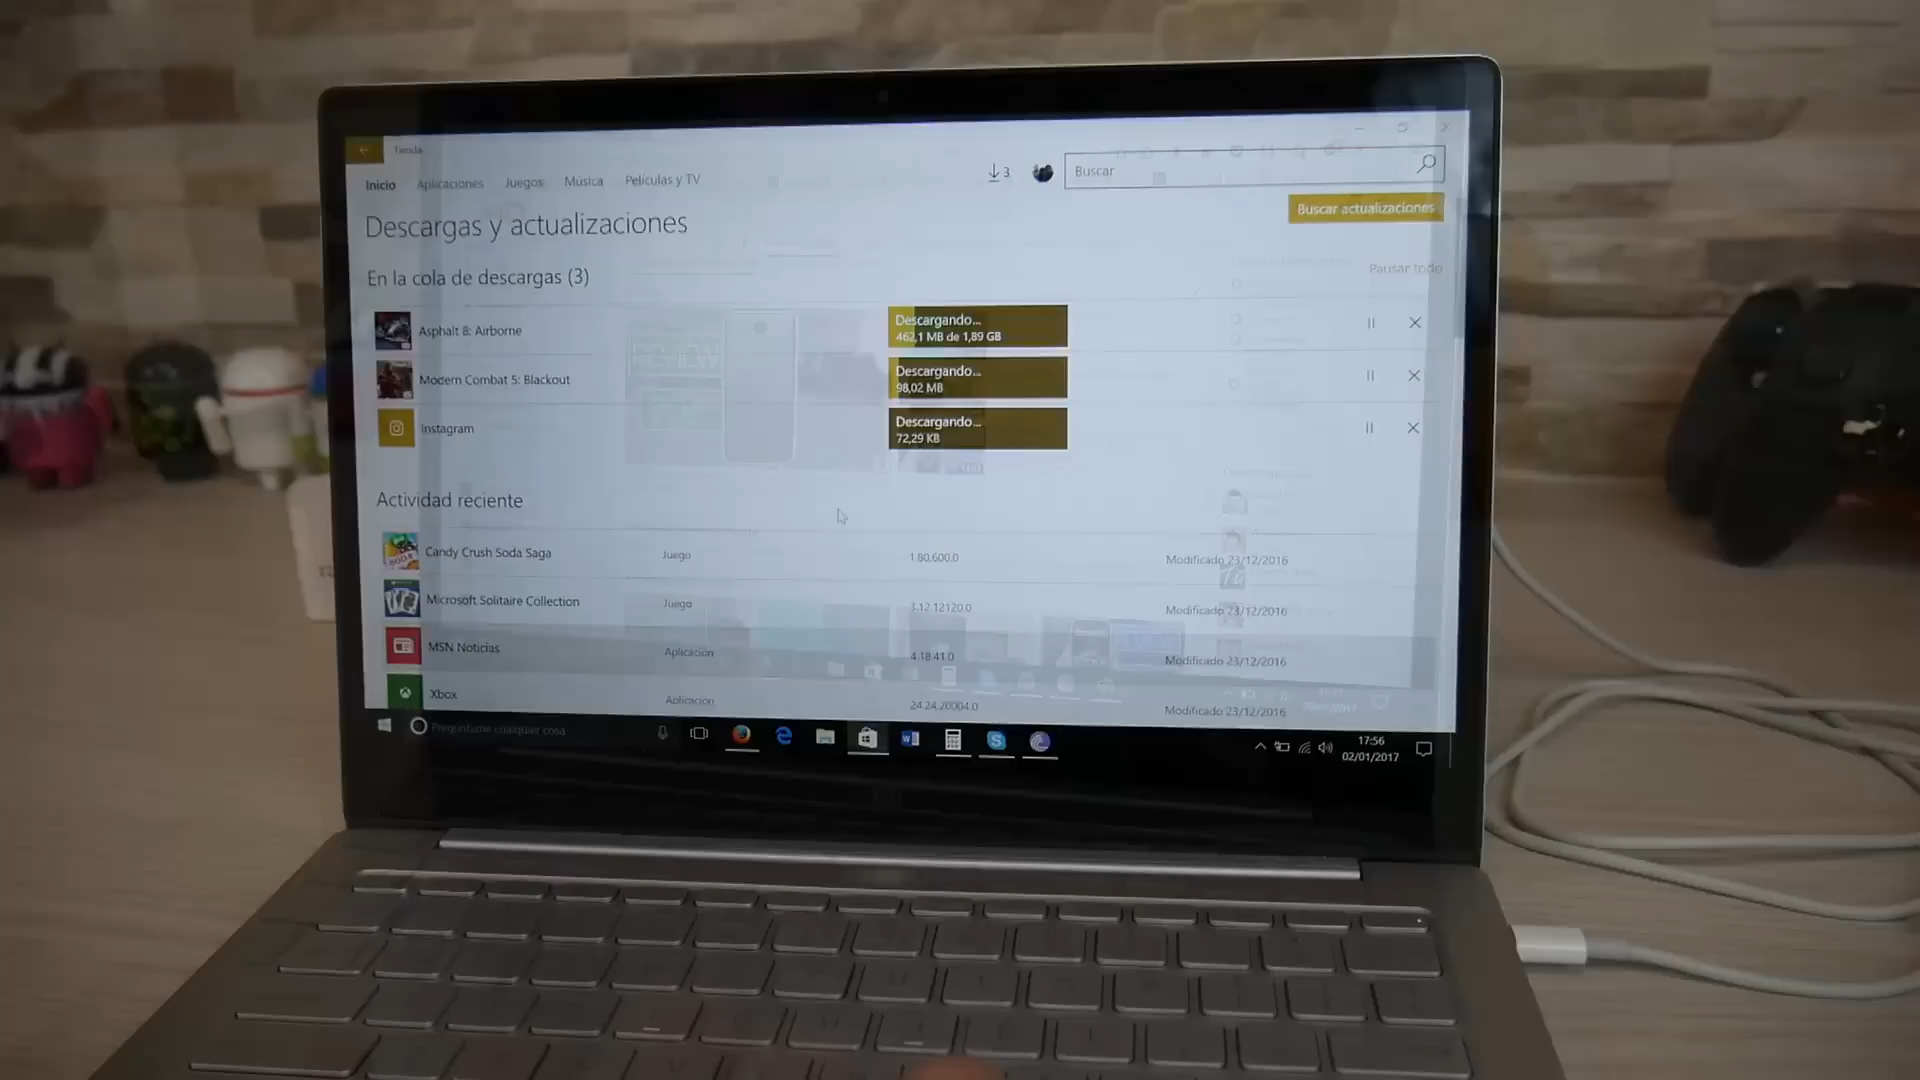 Tienda
Inicio Aplicaciones Juegos Música Películas y TV
3
Buscar
Buscar actualizaciones
Descargas y actualizaciones
En la cola de descargas (3)
Pausar todo
Asphalt 8: Airborne
Descargando...
462,1 MB de 1,89 GB
Modern Combat 5: Blackout
Descargando...
98,02 MB
Instagram
Descargando...
72,29 KB
REVIEW
Actividad reciente
Candy Crush Soda Saga Juego 1.80.600.0 Modificado 23/12/2016
Microsoft Solitaire Collection Juego 3.12.12120.0 Modificado 23/12/2016
MSN Noticias Aplicación 4.18.41.0 Modificado 23/12/2016
Xbox Aplicación 24.24.20004.0 Modificado 23/12/2016
Pregúntame cualquier cosa
17:56
02/01/2017